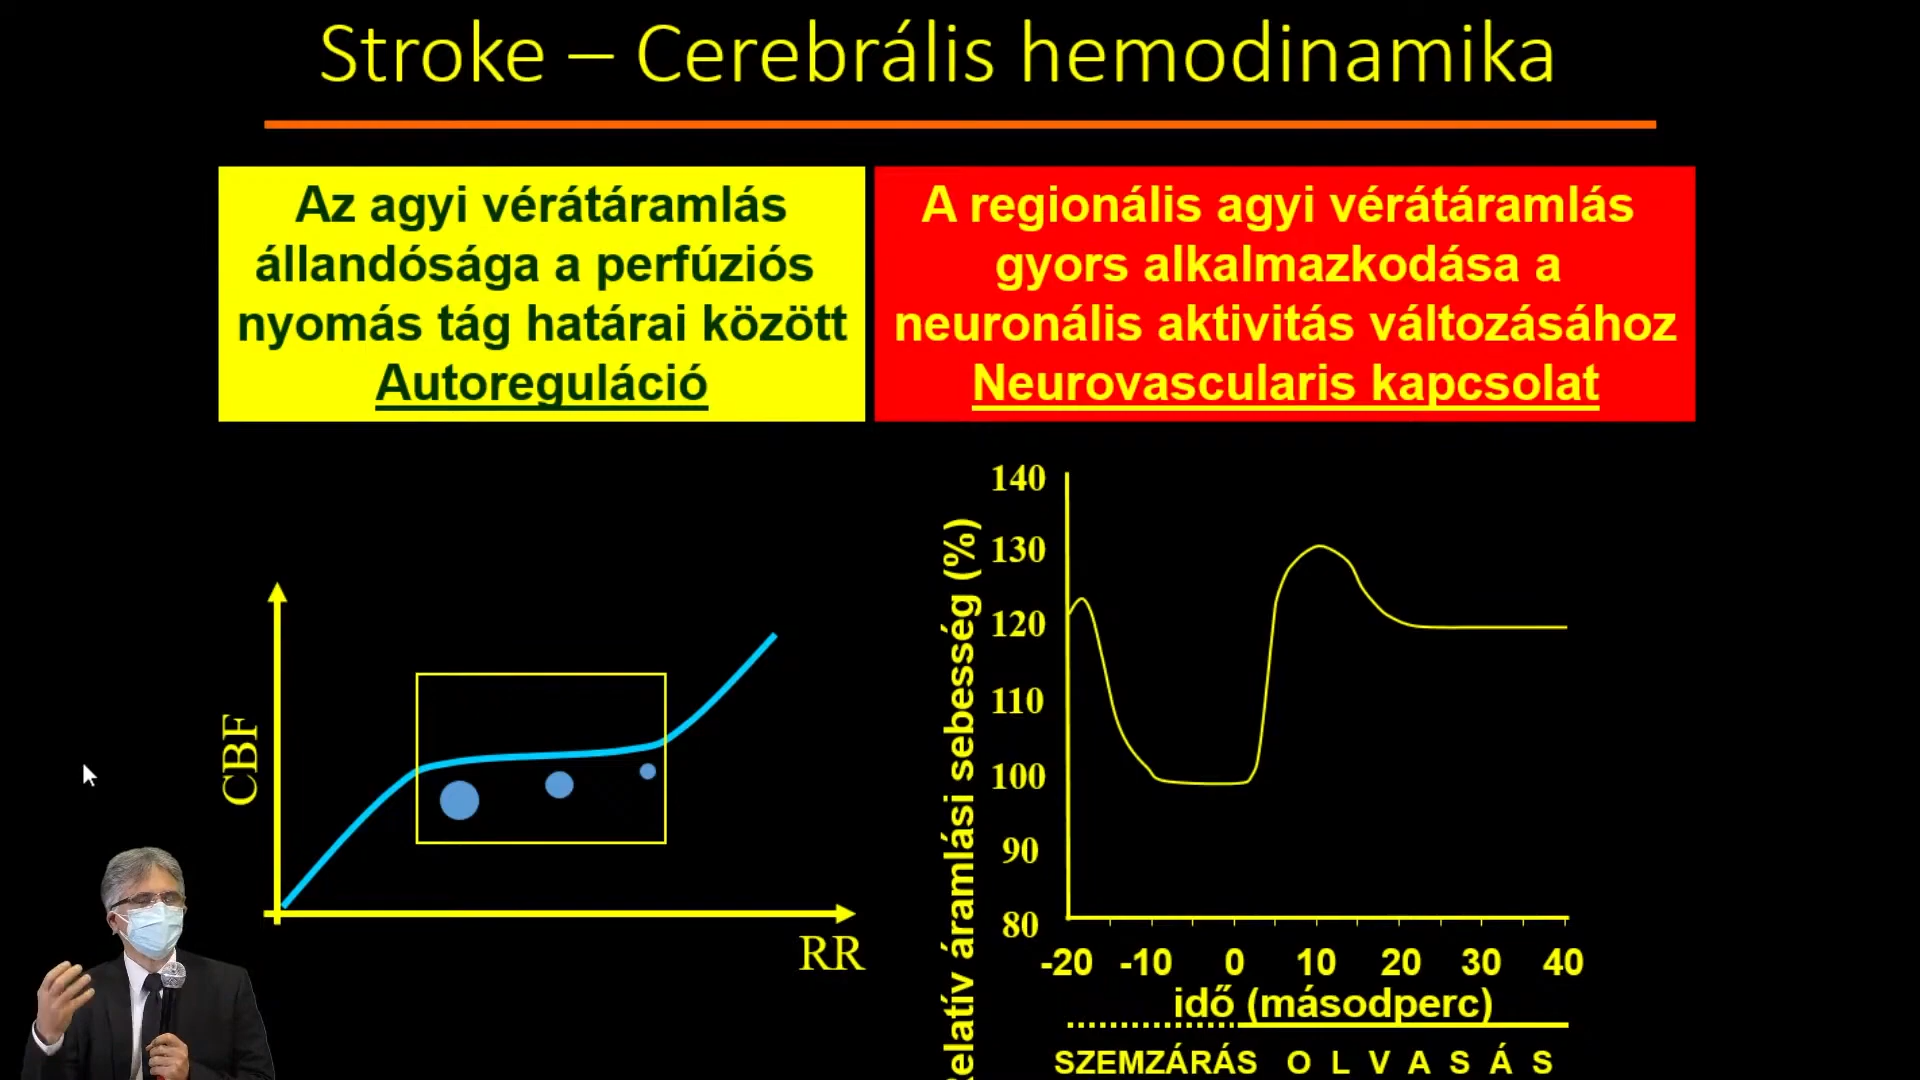 Stroke – Cerebrális hemodinamika
Az agyi vérátáramlás
állandósága a perfúziós
nyomás tág határai között
Autoreguláció
A regionális agyi vérátáramlás
gyors alkalmazkodása a
neuronális aktivitás változásához
Neurovascularis kapcsolat
CBF
RR
áramlási sebesség (%)
140
130
120
110
100
90
80
-20 -10 0 10 20 30 40
idő (másodperc)
SZEMZÁRÁS O L V A S Á S